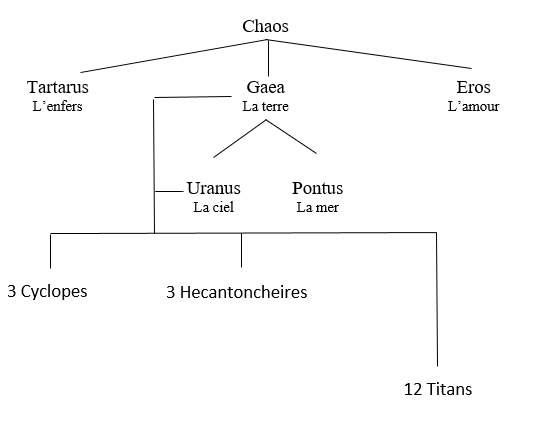 Chaos
Tartarus
L'enfers
Gaea
La terre
Eros
L'amour
Uranus
La ciel
Pontus
La mer
3 Cyclopes
3 Hecantoncheires
12 Titans